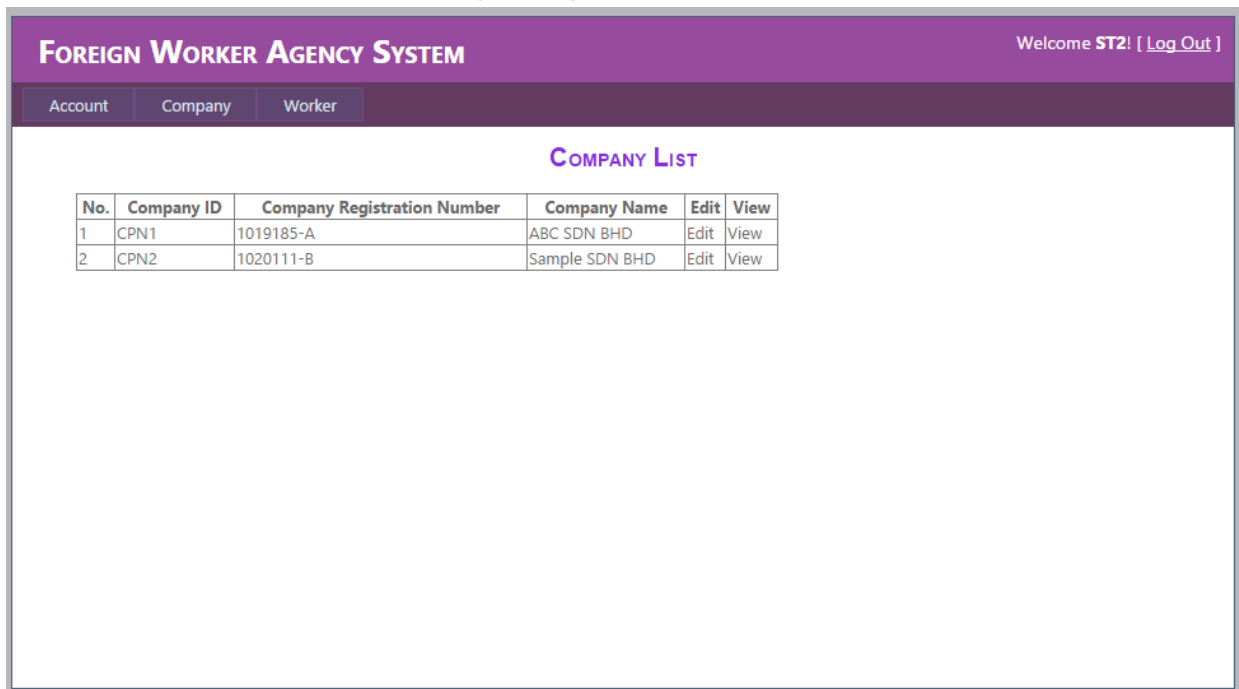 Foreign Worker Agency System
Welcome ST2! [ Log Out ]
Account Company Worker
Company List
No. Company ID Company Registration Number Company Name Edit View
1 CPN1 1019185-A ABC SDN BHD Edit View
2 CPN2 1020111-B Sample SDN BHD Edit View